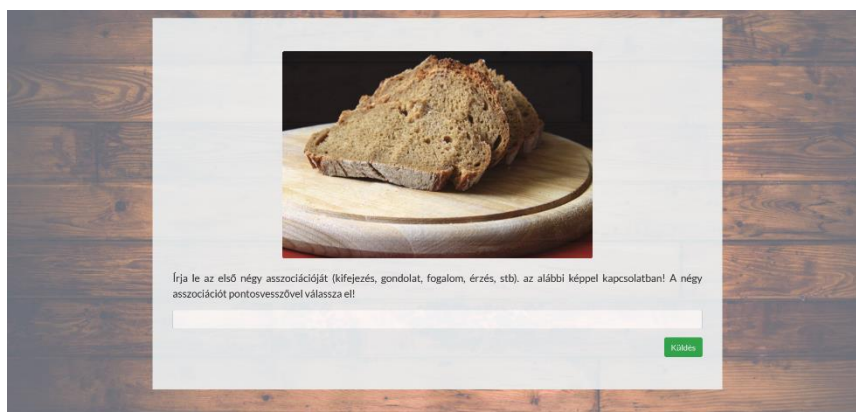 Írja le az első négy asszociációját (kifejezés, gondolat, fogalom, érzés, stb). az alábbi képpel kapcsolatban! A négy
asszociációt pontosvesszővel válassza el!
Küldés